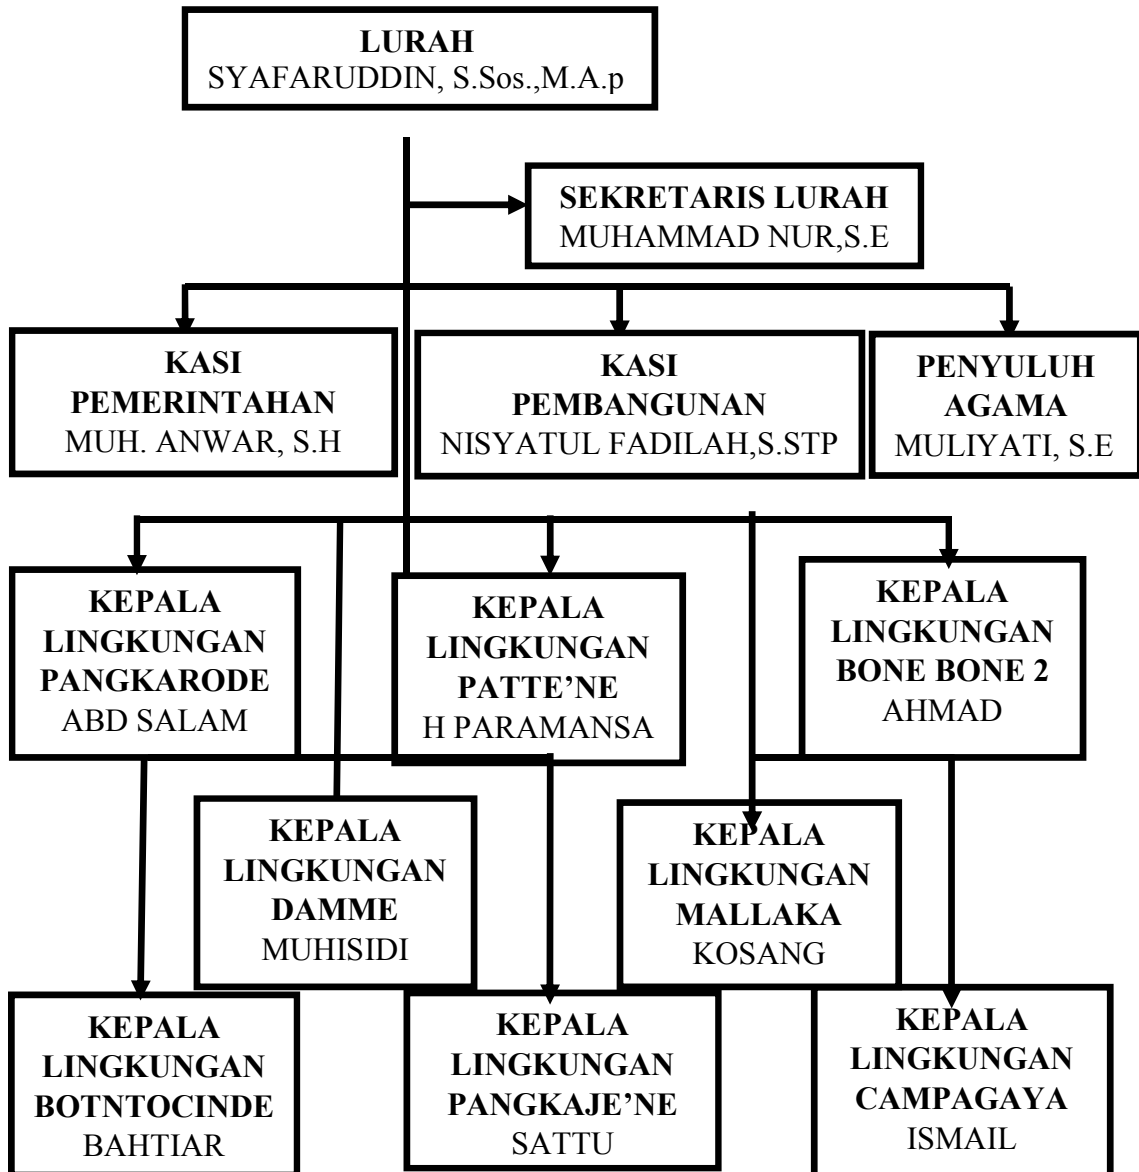 LURAH
SYAFARUDDIN, S.Sos.,M.A.p
SEKRETARIS LURAH
MUHAMMAD NUR,S.E
KASI
PEMERINTAHAN
MUH. ANWAR, S.H
KASI
PEMBANGUNAN
NISYATUL FADILAH,S.STP
PENYULUH
AGAMA
MULIYATI, S.E
KEPALA
LINGKUNGAN
PANGKARODE
ABD SALAM
KEPALA
LINGKUNGAN
PATTE’NE
H PARAMANSA
KEPALA
LINGKUNGAN
BONE BONE 2
AHMAD
KEPALA
LINGKUNGAN
DAMME
MUHISIDI
KEPALA
LINGKUNGAN
MALLAKA
KOSANG
KEPALA
LINGKUNGAN
BOTNTOCINDE
BAHTIAR
KEPALA
LINGKUNGAN
PANGKAJE’NE
SATTU
KEPALA
LINGKUNGAN
CAMPAGAYA
ISMAIL